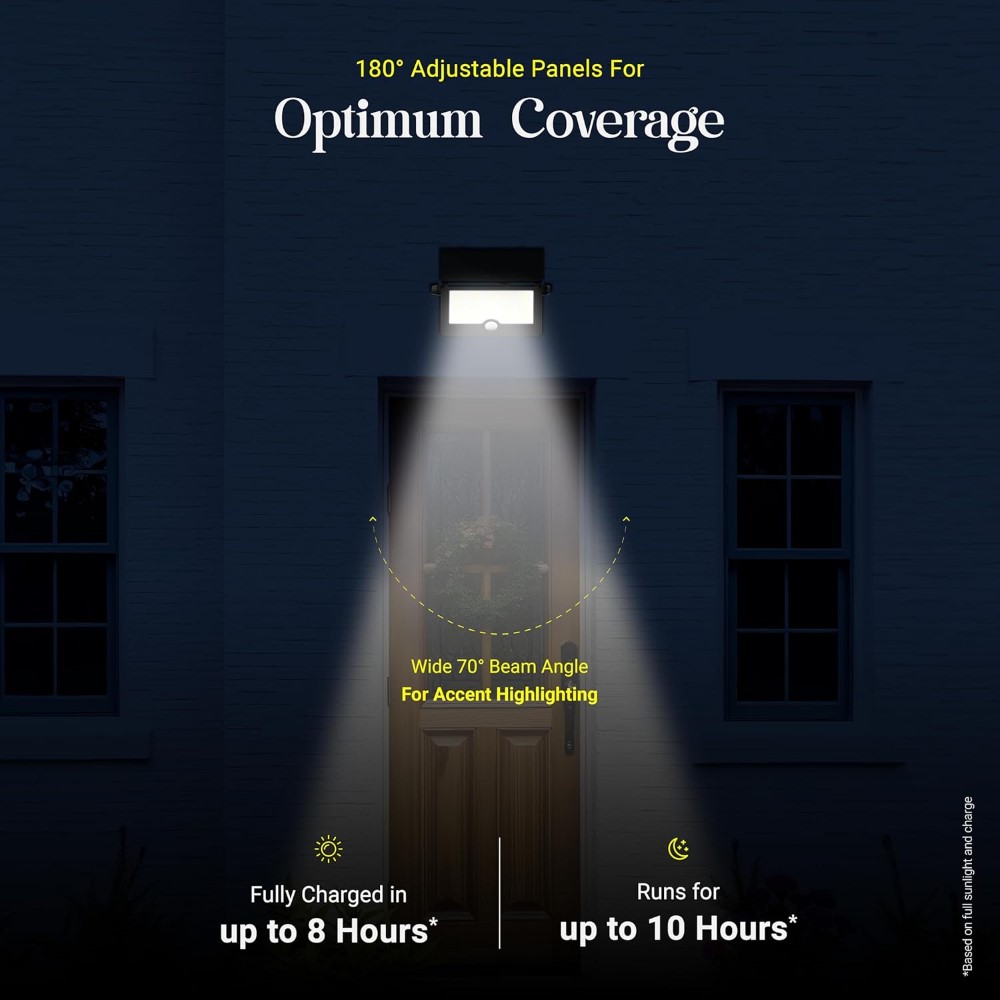 180° Adjustable Panels For
Optimum Coverage
Wide 70° Beam Angle
For Accent Highlighting
Fully Charged in
up to 8 Hours*
Runs for
up to 10 Hours*
*Based on full sunlight and charge